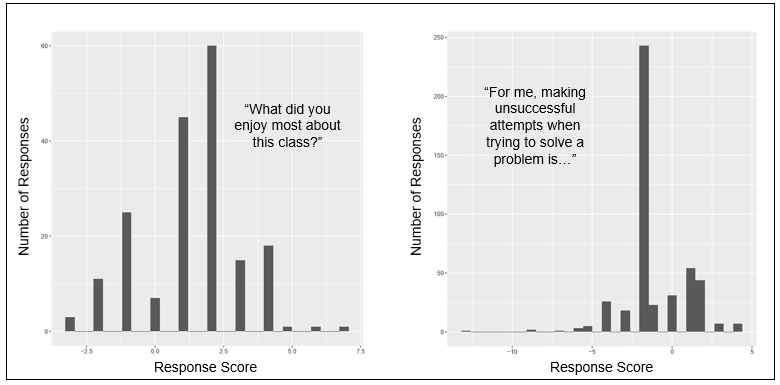 60-
40-
20-
0-
-2.5
0.0
2.5
5.0
7.5
Number of Responses
Response Score
“What did you
enjoy most about
this class?”
250-
200-
150-
100-
50-
0-
-10
-5
0
5
Number of Responses
Response Score
“For me, making
unsuccessful
attempts when
trying to solve a
problem is…”